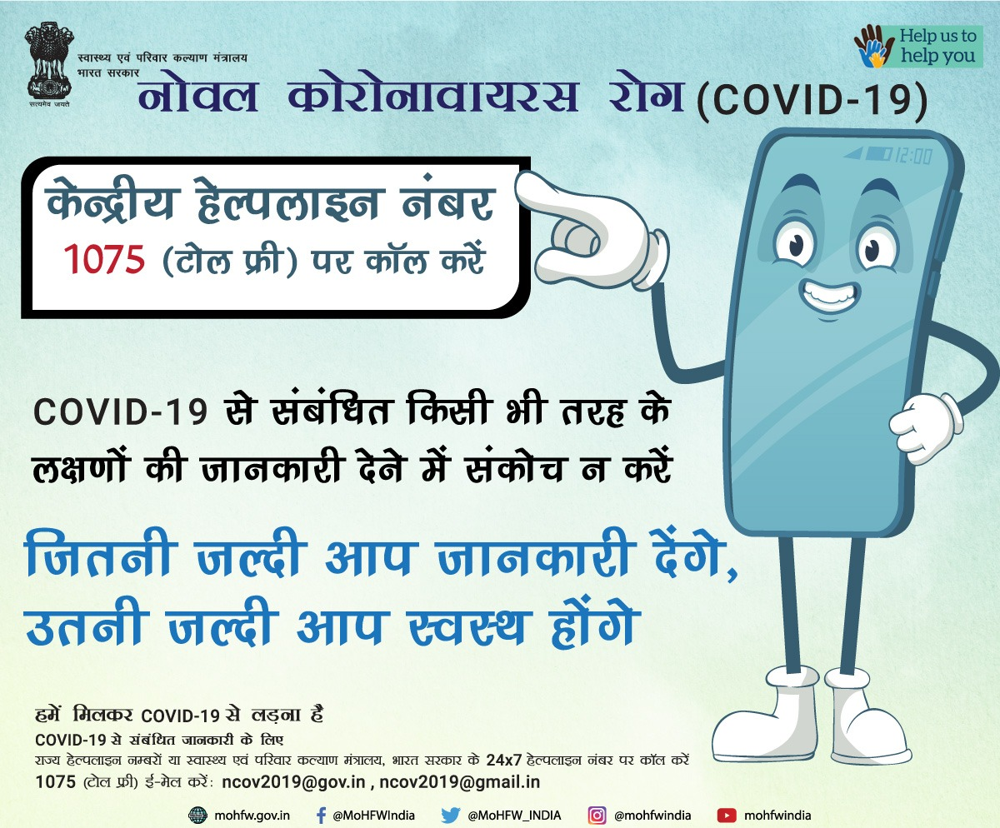 स्वास्थ्य एवं परिवार कल्याण मंत्रालय
भारत सरकार
सत्यमेव जयते
Help us to
help you
नोवल कोरोनावायरस रोग (COVID-19)
12:00
केन्द्रीय हेल्पलाइन नंबर
1075 (टोल फ्री) पर कॉल करें
COVID-19 से संबंधित किसी भी तरह के
लक्षणों की जानकारी देने में संकोच न करें
जितनी जल्दी आप जानकारी देंगे,
उतनी जल्दी आप स्वस्थ होंगे
हमें मिलकर COVID-19 से लड़ना है
COVID-19 से संबंधित जानकारी के लिए
राज्य हेल्पलाइन नम्बरों या स्वास्थ्य एवं परिवार कल्याण मंत्रालय, भारत सरकार के 24x7 हेल्पलाइन नंबर पर कॉल करें
1075 (टोल फ्री) ई-मेल करें: ncov2019@gov.in , ncov2019@gmail.in
mohfw.gov.in @MoHFWIndia @MoHFW_INDIA @mohfwindia mohfwindia